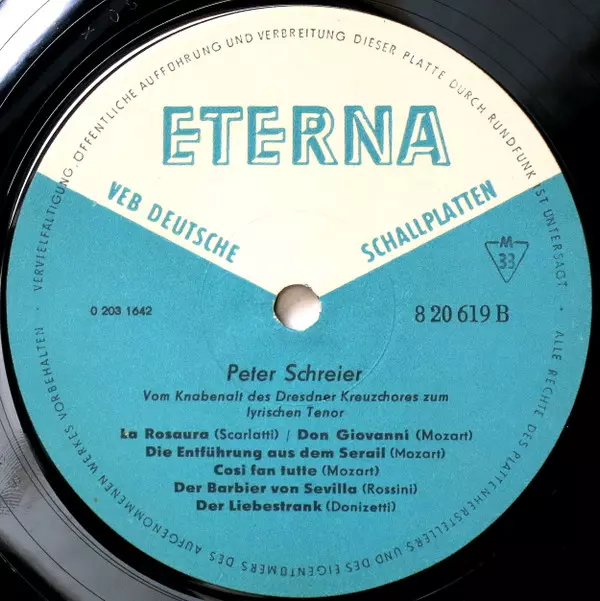 VERVIELFÄLTIGUNG, ÖFFENTLICHE AUFFÜHRUNG UND VERBREITUNG DIESER PLATTE DURCH RUNDFUNK IST UNTERSAGT •
ETERNA
VEB DEUTSCHE SCHALLPLATTEN
M
33
0 203 1642
8 20 619 B
Peter Schreier
Vom Knabenalt des Dresdner Kreuzchores zum
lyrischen Tenor
La Rosaura (Scarlatti) / Don Giovanni (Mozart)
Die Entführung aus dem Serail (Mozart)
Cosi fan tutte (Mozart)
Der Barbier von Sevilla (Rossini)
Der Liebestrank (Donizetti)
ALLE RECHTE DES PLATTENHERSTELLERS UND DES EIGENTÜMERS DES AUFGENOMMENEN WERKES VORBEHALTEN •